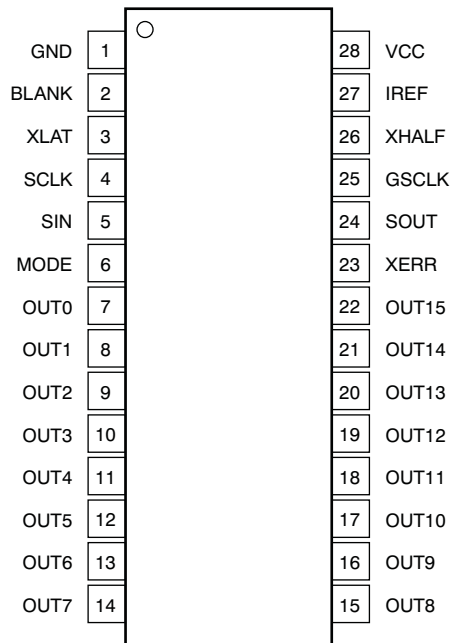 GND 1 28 VCC
BLANK 2 27 IREF
XLAT 3 26 XHALF
SCLK 4 25 GSCLK
SIN 5 24 SOUT
MODE 6 23 XERR
OUT0 7 22 OUT15
OUT1 8 21 OUT14
OUT2 9 20 OUT13
OUT3 10 19 OUT12
OUT4 11 18 OUT11
OUT5 12 17 OUT10
OUT6 13 16 OUT9
OUT7 14 15 OUT8